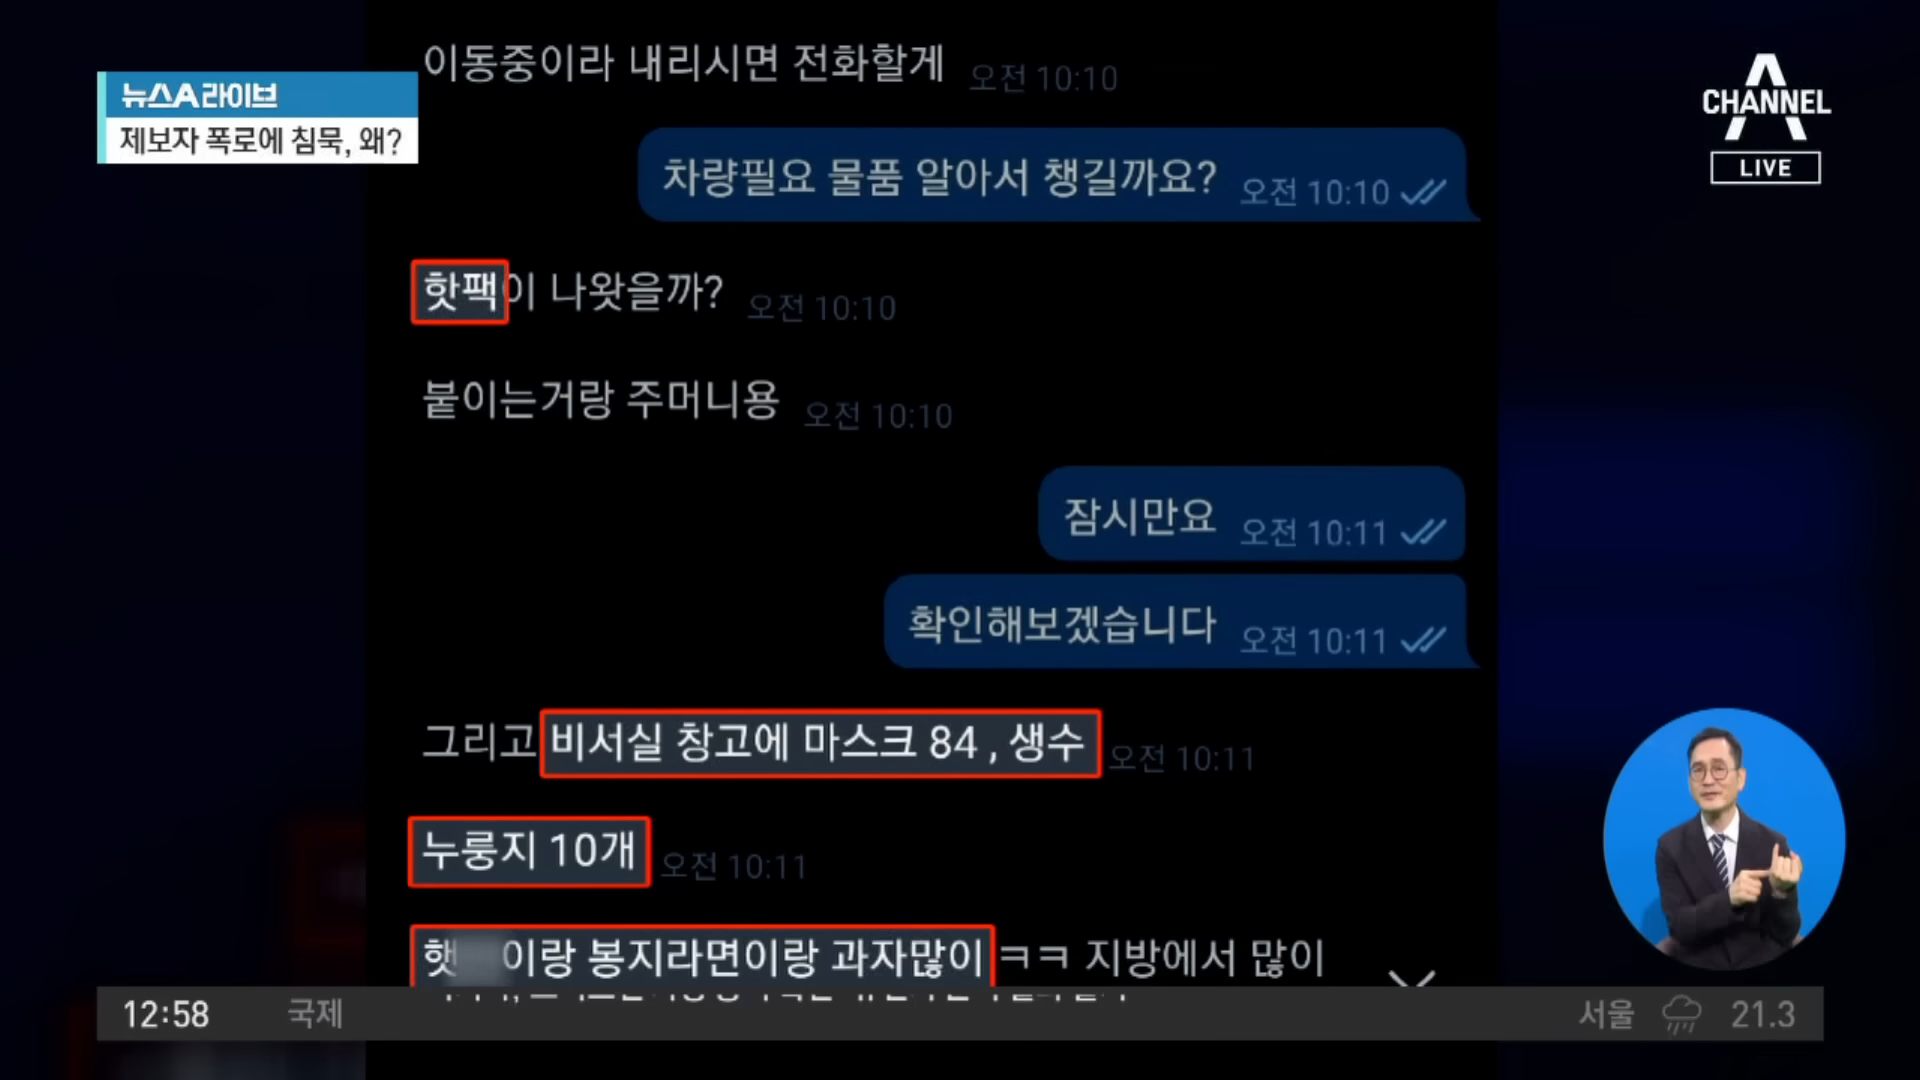 이동중이라 내리시면 전화할게 오전 10:10
뉴스A라이브
제보자 폭로에 침묵, 왜?
CHANNEL A
LIVE
차량필요 물품 알아서 챙길까요? 오전 10:10
핫팩이 나왓을까? 오전 10:10
붙이는거랑 주머니용 오전 10:10
잠시만요 오전 10:11
확인해보겠습니다 오전 10:11
그리고 비서실 창고에 마스크 84 , 생수 오전 10:11
누룽지 10개 오전 10:11
햇 이랑 봉지라면이랑 과자많이 ㅋㅋ 지방에서 많이
12:58 국제 서울 21.3